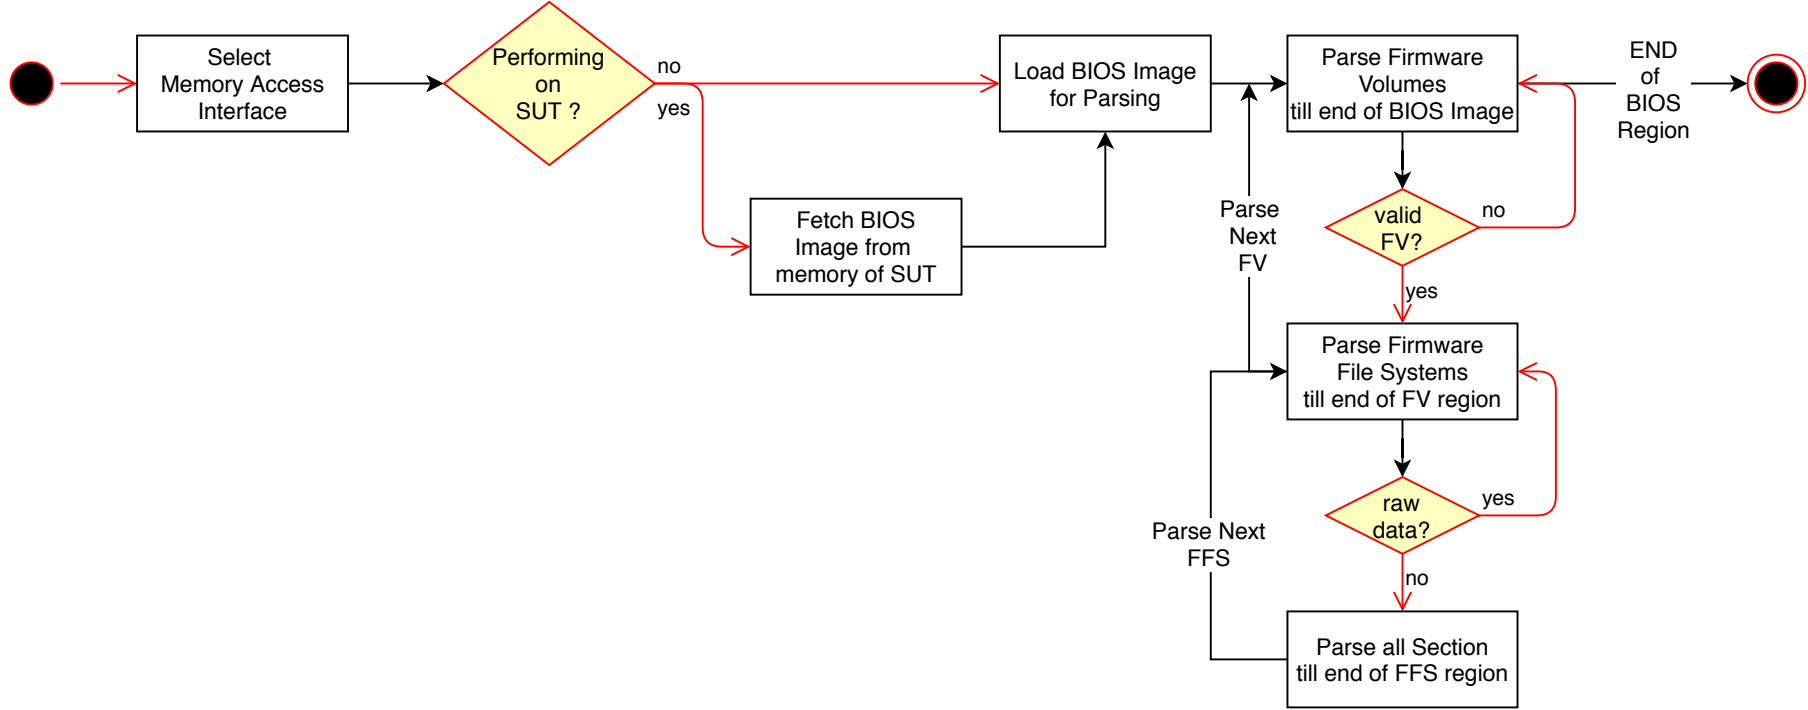 Select
Memory Access
Interface
Performing
on
SUT ?
no
yes
Fetch BIOS
Image from
memory of SUT
Load BIOS Image
for Parsing
Parse Firmware
Volumes
till end of BIOS Image
END
of
BIOS
Region
valid
FV?
no
yes
Parse
Next
FV
Parse Firmware
File Systems
till end of FV region
raw
data?
yes
no
Parse Next
FFS
Parse all Section
till end of FFS region